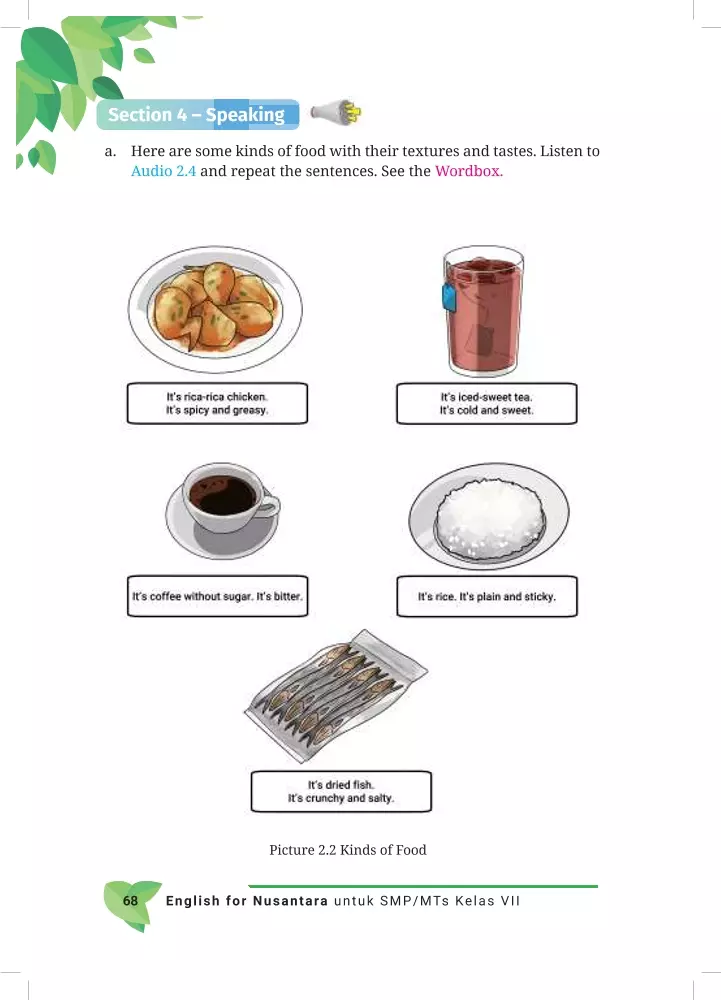 Section 4 – Speaking
a. Here are some kinds of food with their textures and tastes. Listen to
Audio 2.4 and repeat the sentences. See the Wordbox.
It's rica-rica chicken.
It's spicy and greasy.
It's iced-sweet tea.
It's cold and sweet.
It's coffee without sugar. It's bitter.
It's rice. It's plain and sticky.
It's dried fish.
It's crunchy and salty.
Picture 2.2 Kinds of Food
68 English for Nusantara untuk SMP/MTs Kelas VII